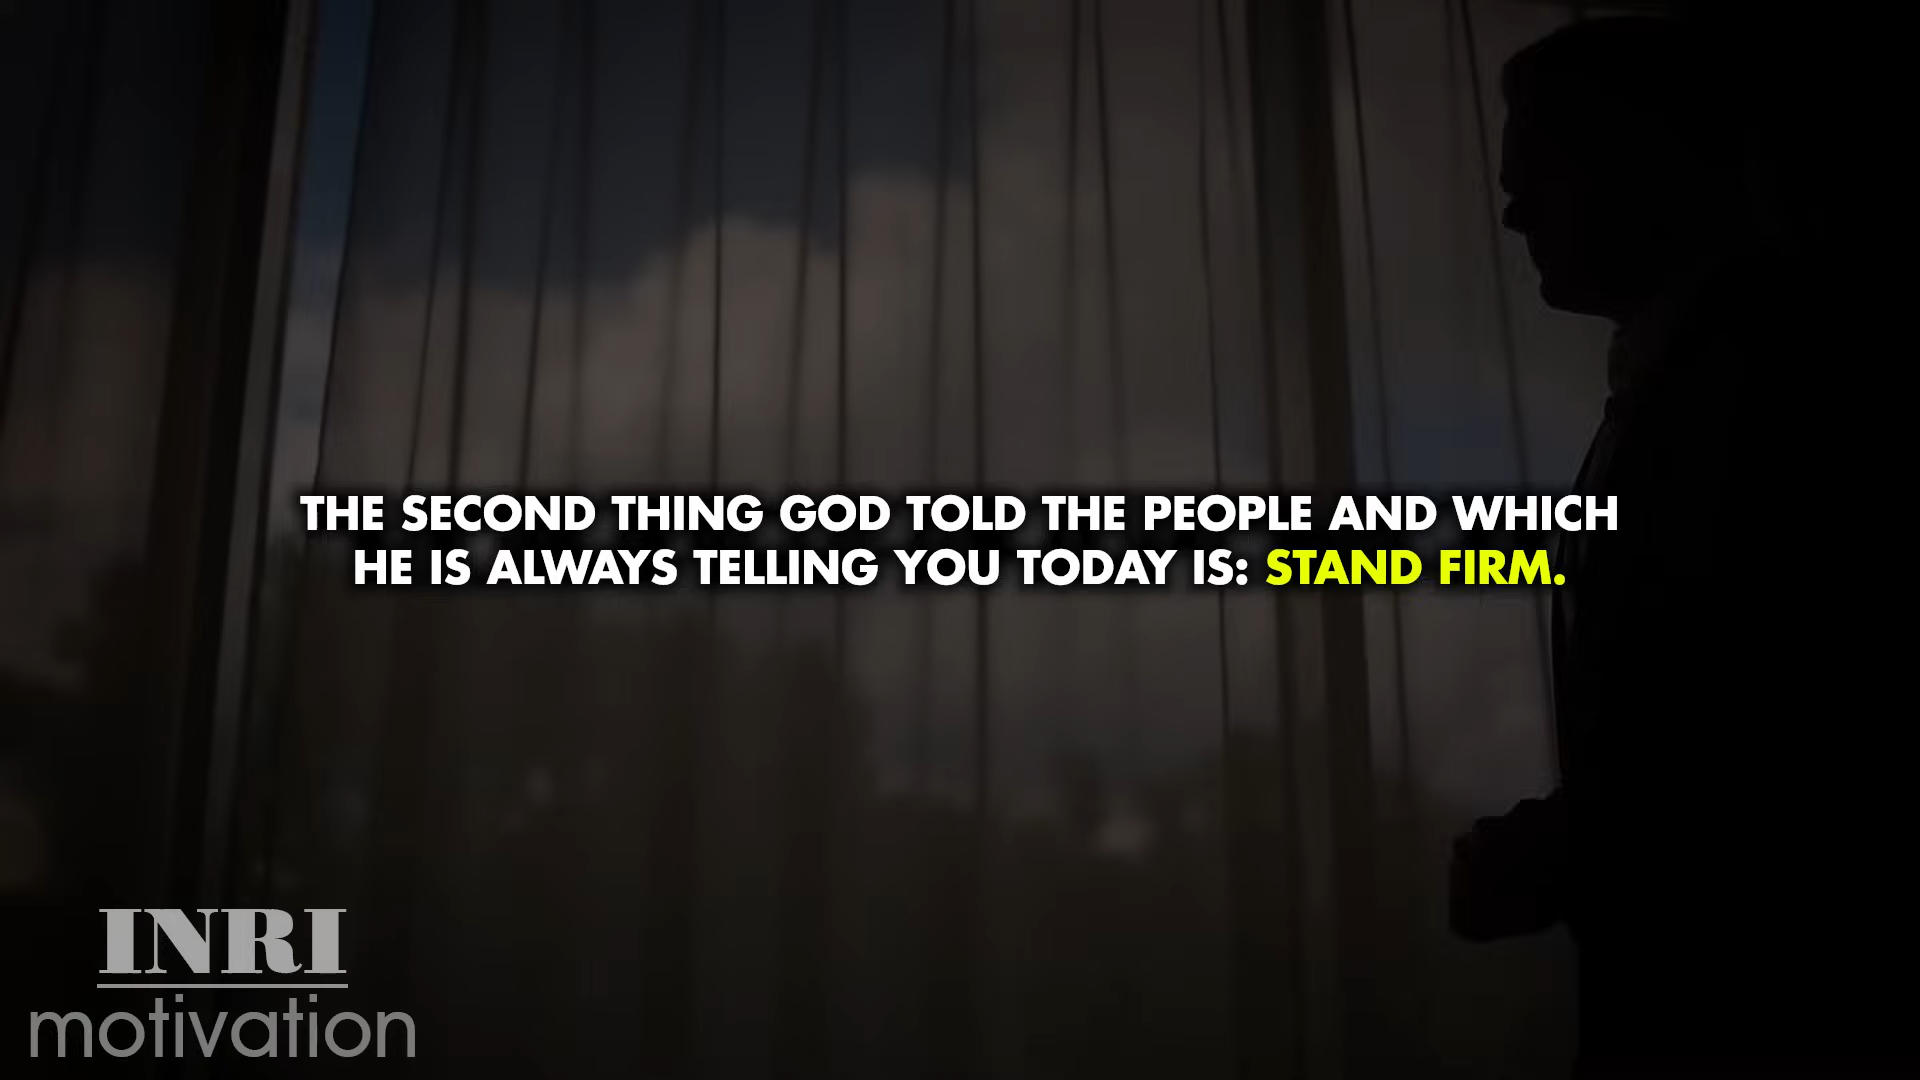 THE SECOND THING GOD TOLD THE PEOPLE AND WHICH
HE IS ALWAYS TELLING YOU TODAY IS: STAND FIRM.
INRI
motivation